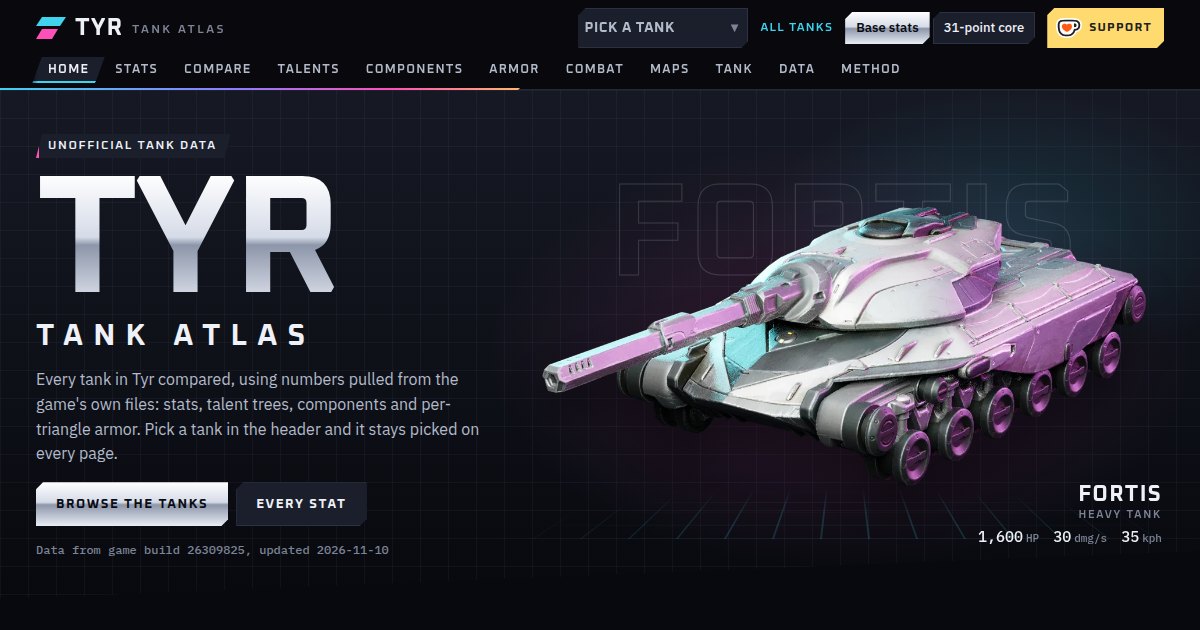 TYR TANK ATLAS
PICK A TANK
ALL TANKS
Base stats
31-point core
SUPPORT
HOME STATS COMPARE TALENTS COMPONENTS ARMOR COMBAT MAPS TANK DATA METHOD
UNOFFICIAL TANK DATA
TYR
TANK ATLAS
Every tank in Tyr compared, using numbers pulled from the
game's own files: stats, talent trees, components and per-
triangle armor. Pick a tank in the header and it stays picked on
every page.
BROWSE THE TANKS
EVERY STAT
Data from game build 26309825, updated 2026-11-10
FORTIS
FORTIS
HEAVY TANK
1,600 HP 30 dmg/s 35 kph